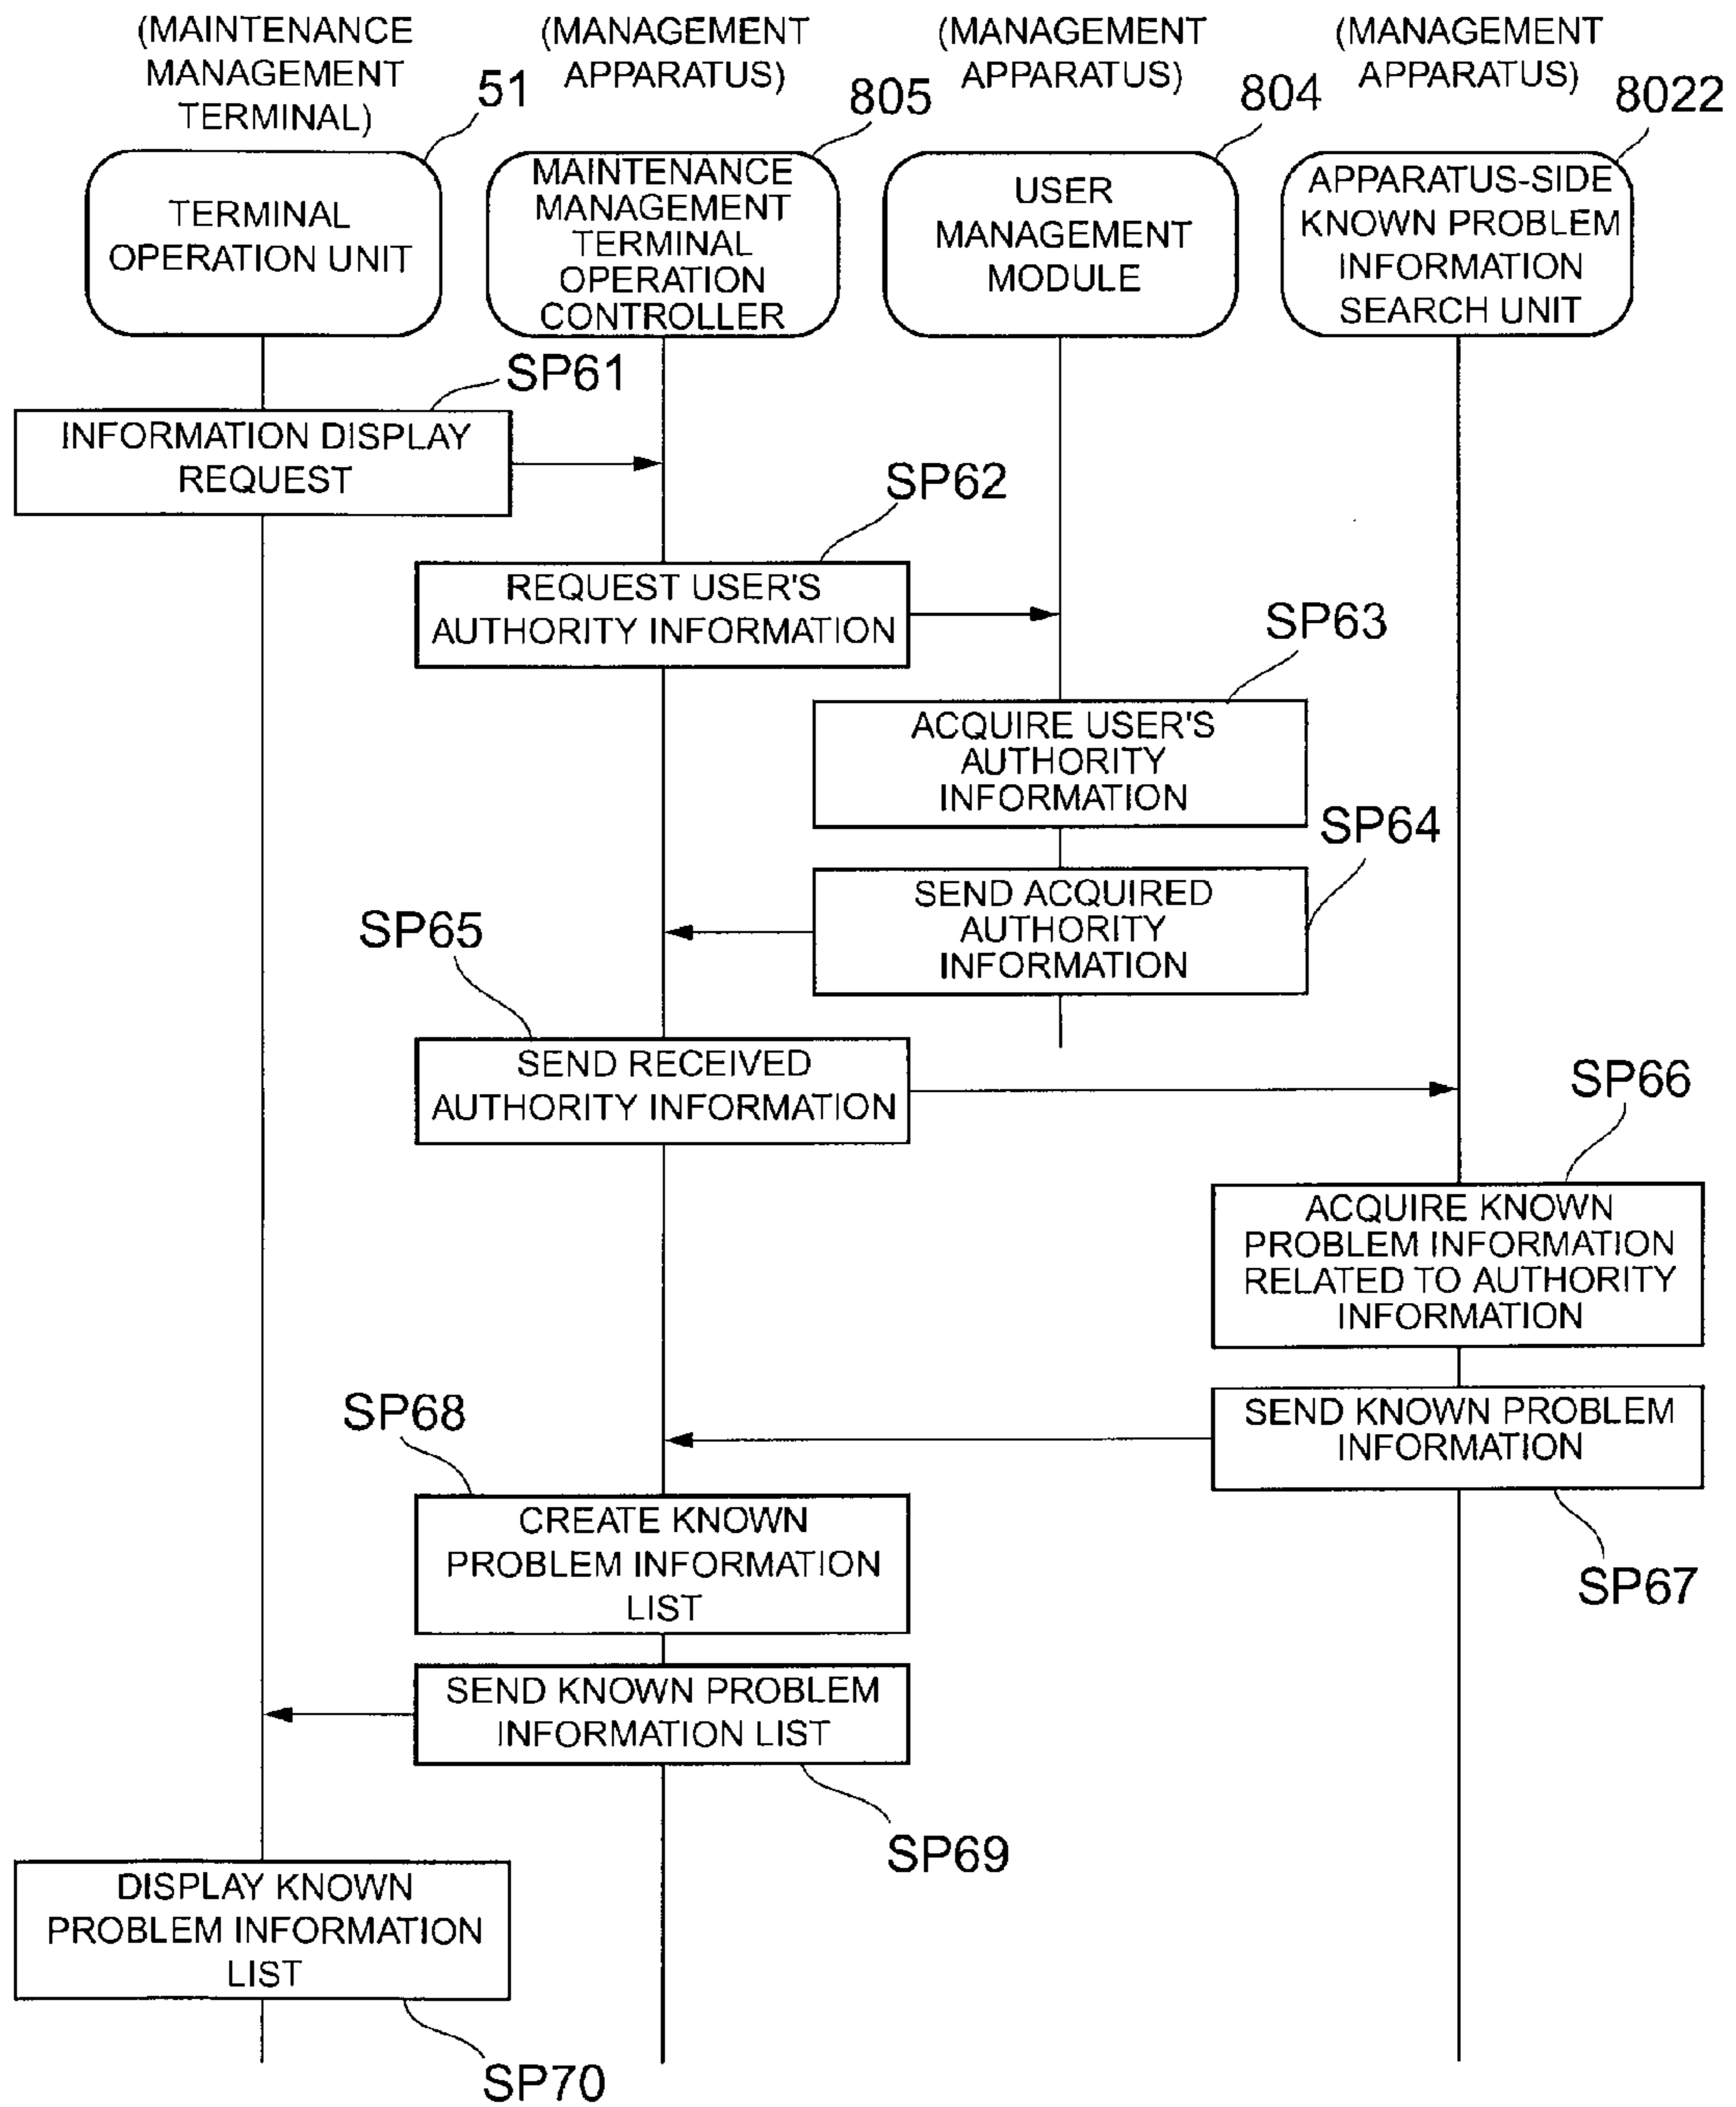 (MAINTENANCE
MANAGEMENT
TERMINAL)
(MANAGEMENT
APPARATUS)
(MANAGEMENT
APPARATUS)
(MANAGEMENT
APPARATUS)
51
805
804
8022
TERMINAL
OPERATION UNIT
MAINTENANCE
MANAGEMENT
TERMINAL
OPERATION
CONTROLLER
USER
MANAGEMENT
MODULE
APPARATUS-SIDE
KNOWN PROBLEM
INFORMATION
SEARCH UNIT
SP61
INFORMATION DISPLAY
REQUEST
SP62
REQUEST USER'S
AUTHORITY INFORMATION
SP63
ACQUIRE USER'S
AUTHORITY
INFORMATION
SP64
SEND ACQUIRED
AUTHORITY
INFORMATION
SP65
SEND RECEIVED
AUTHORITY INFORMATION
SP66
ACQUIRE KNOWN
PROBLEM INFORMATION
RELATED TO AUTHORITY
INFORMATION
SEND KNOWN PROBLEM
INFORMATION
SP67
SP68
CREATE KNOWN
PROBLEM INFORMATION
LIST
SEND KNOWN PROBLEM
INFORMATION LIST
SP69
DISPLAY KNOWN
PROBLEM INFORMATION
LIST
SP70